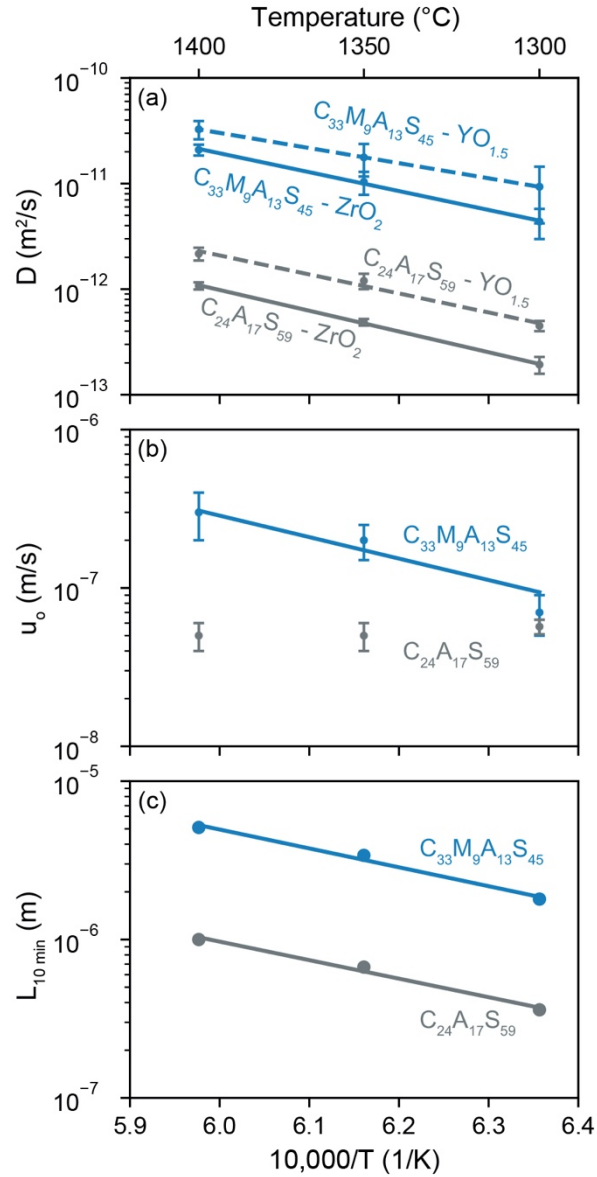 Temperature (°C)
1400 1350 1300
10⁻¹⁰
(a)
C₃₃M₉A₁₃S₄₅ - YO₁.₅
10⁻¹¹
C₃₃M₉A₁₃S₄₅ - ZrO₂
D (m²/s)
10⁻¹²
C₂₄A₁₇S₅₉ - YO₁.₅
C₂₄A₁₇S₅₉ - ZrO₂
10⁻¹³
10⁻⁶
(b)
C₃₃M₉A₁₃S₄₅
10⁻⁷
uₒ (m/s)
C₂₄A₁₇S₅₉
10⁻⁸
10⁻⁵
(c)
C₃₃M₉A₁₃S₄₅
10⁻⁶
L₁₀ ₘᵢₙ (m)
C₂₄A₁₇S₅₉
10⁻⁷
5.9 6.0 6.1 6.2 6.3 6.4
10,000/T (1/K)